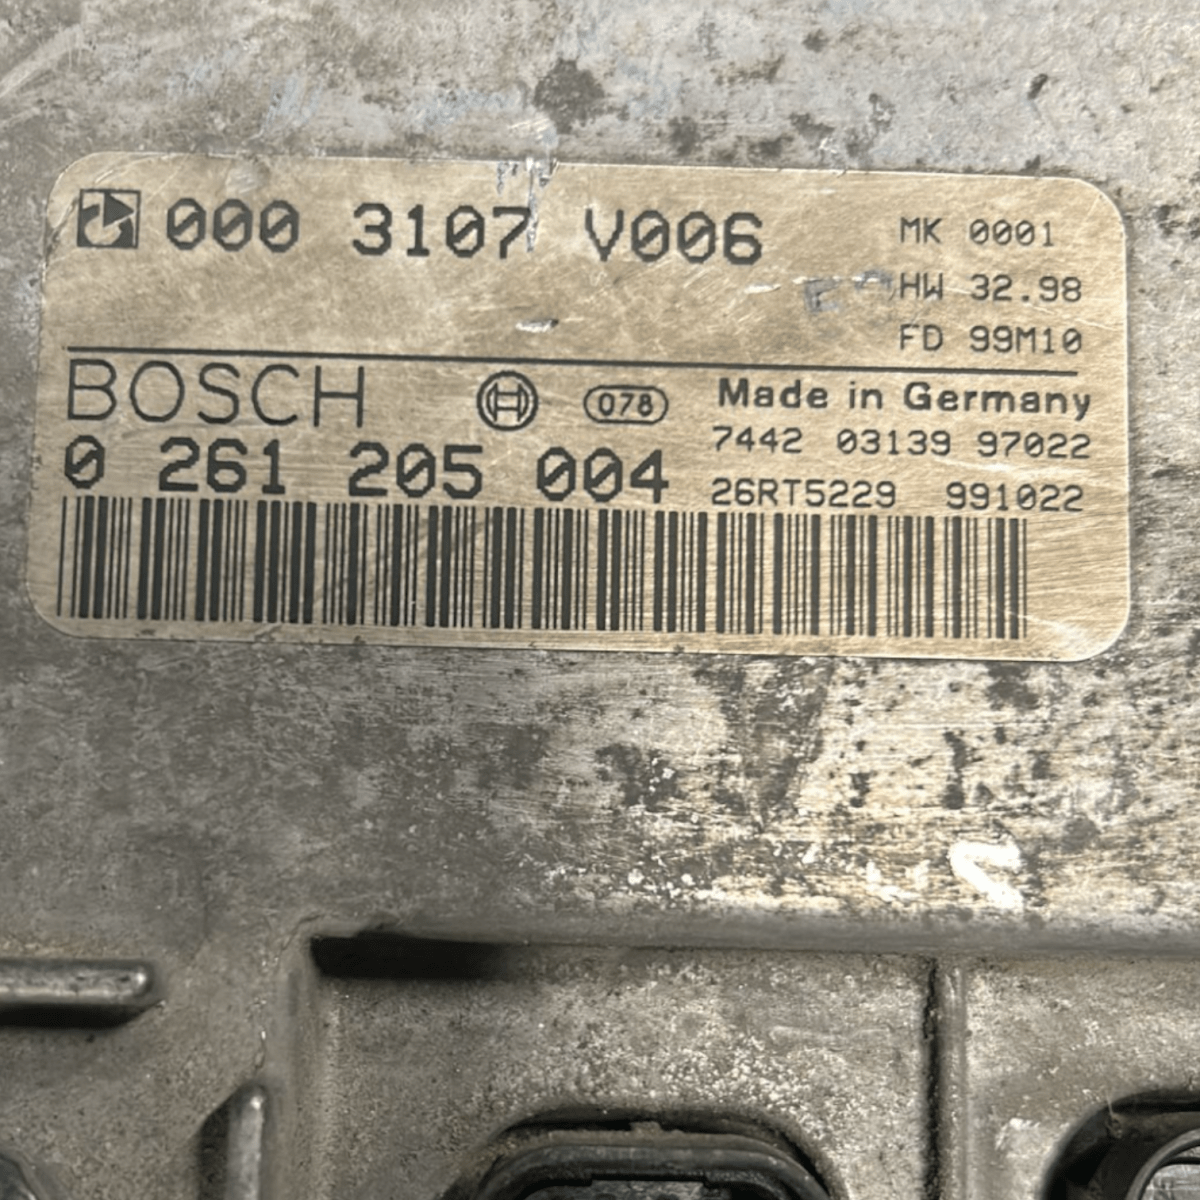 000 3107 V006
MK 0001
HW 32.98
FD 99M10
BOSCH
078
Made in Germany
0 261 205 004
7442 03139 97022
26RT5229 991022